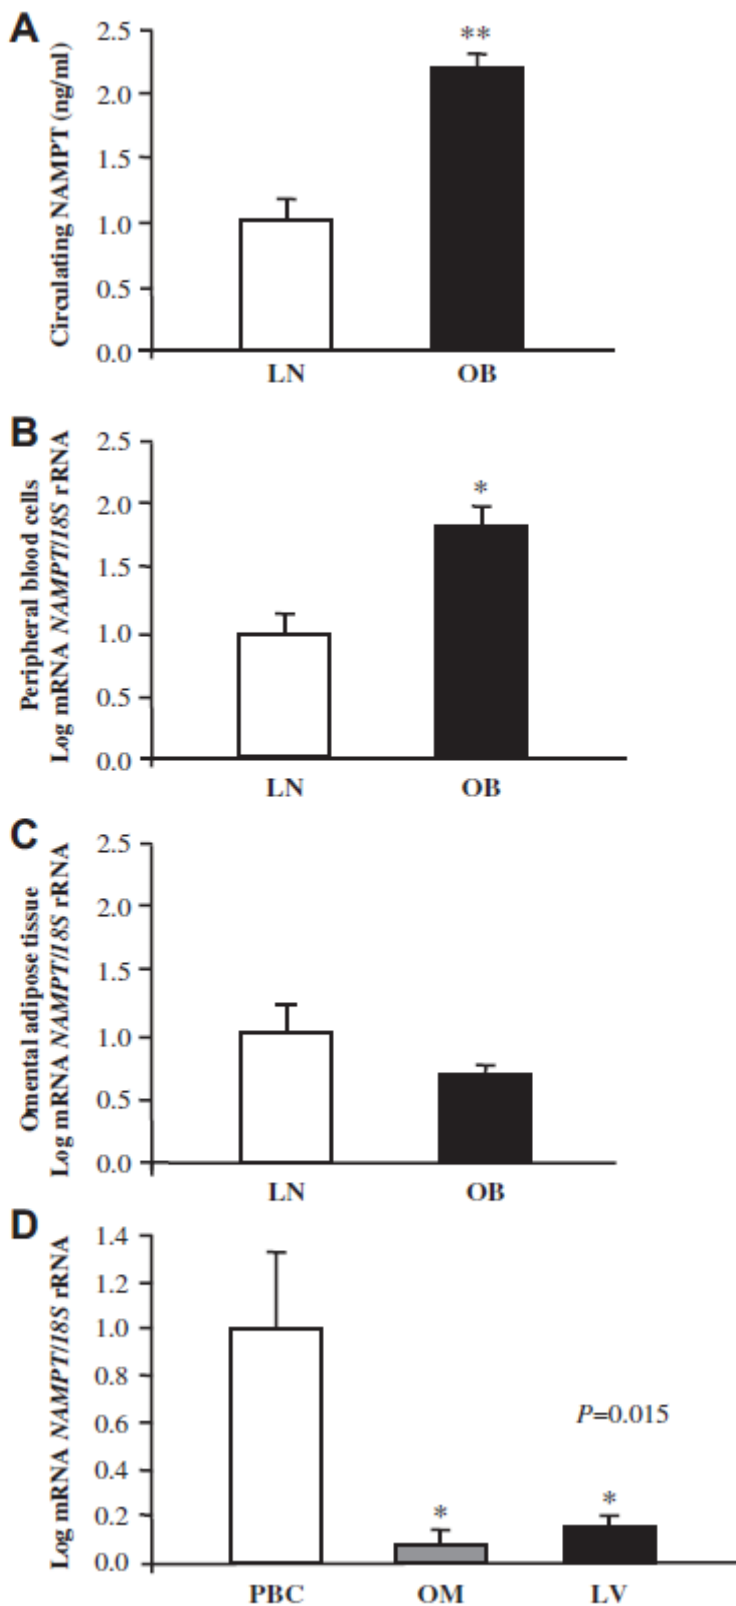 A
Circulating NAMPT (ng/ml)
2.5
2.0
1.5
1.0
0.5
0.0
**
LN OB
B
Peripheral blood cells
Log mRNA NAMPT/18S rRNA
2.5
2.0
1.5
1.0
0.5
0.0
*
LN OB
C
Omental adipose tissue
Log mRNA NAMPT/18S rRNA
2.5
2.0
1.5
1.0
0.5
0.0
LN OB
D
Log mRNA NAMPT/18S rRNA
1.4
1.2
1.0
0.8
0.6
0.4
0.2
0.0
P=0.015
* *
PBC OM LV